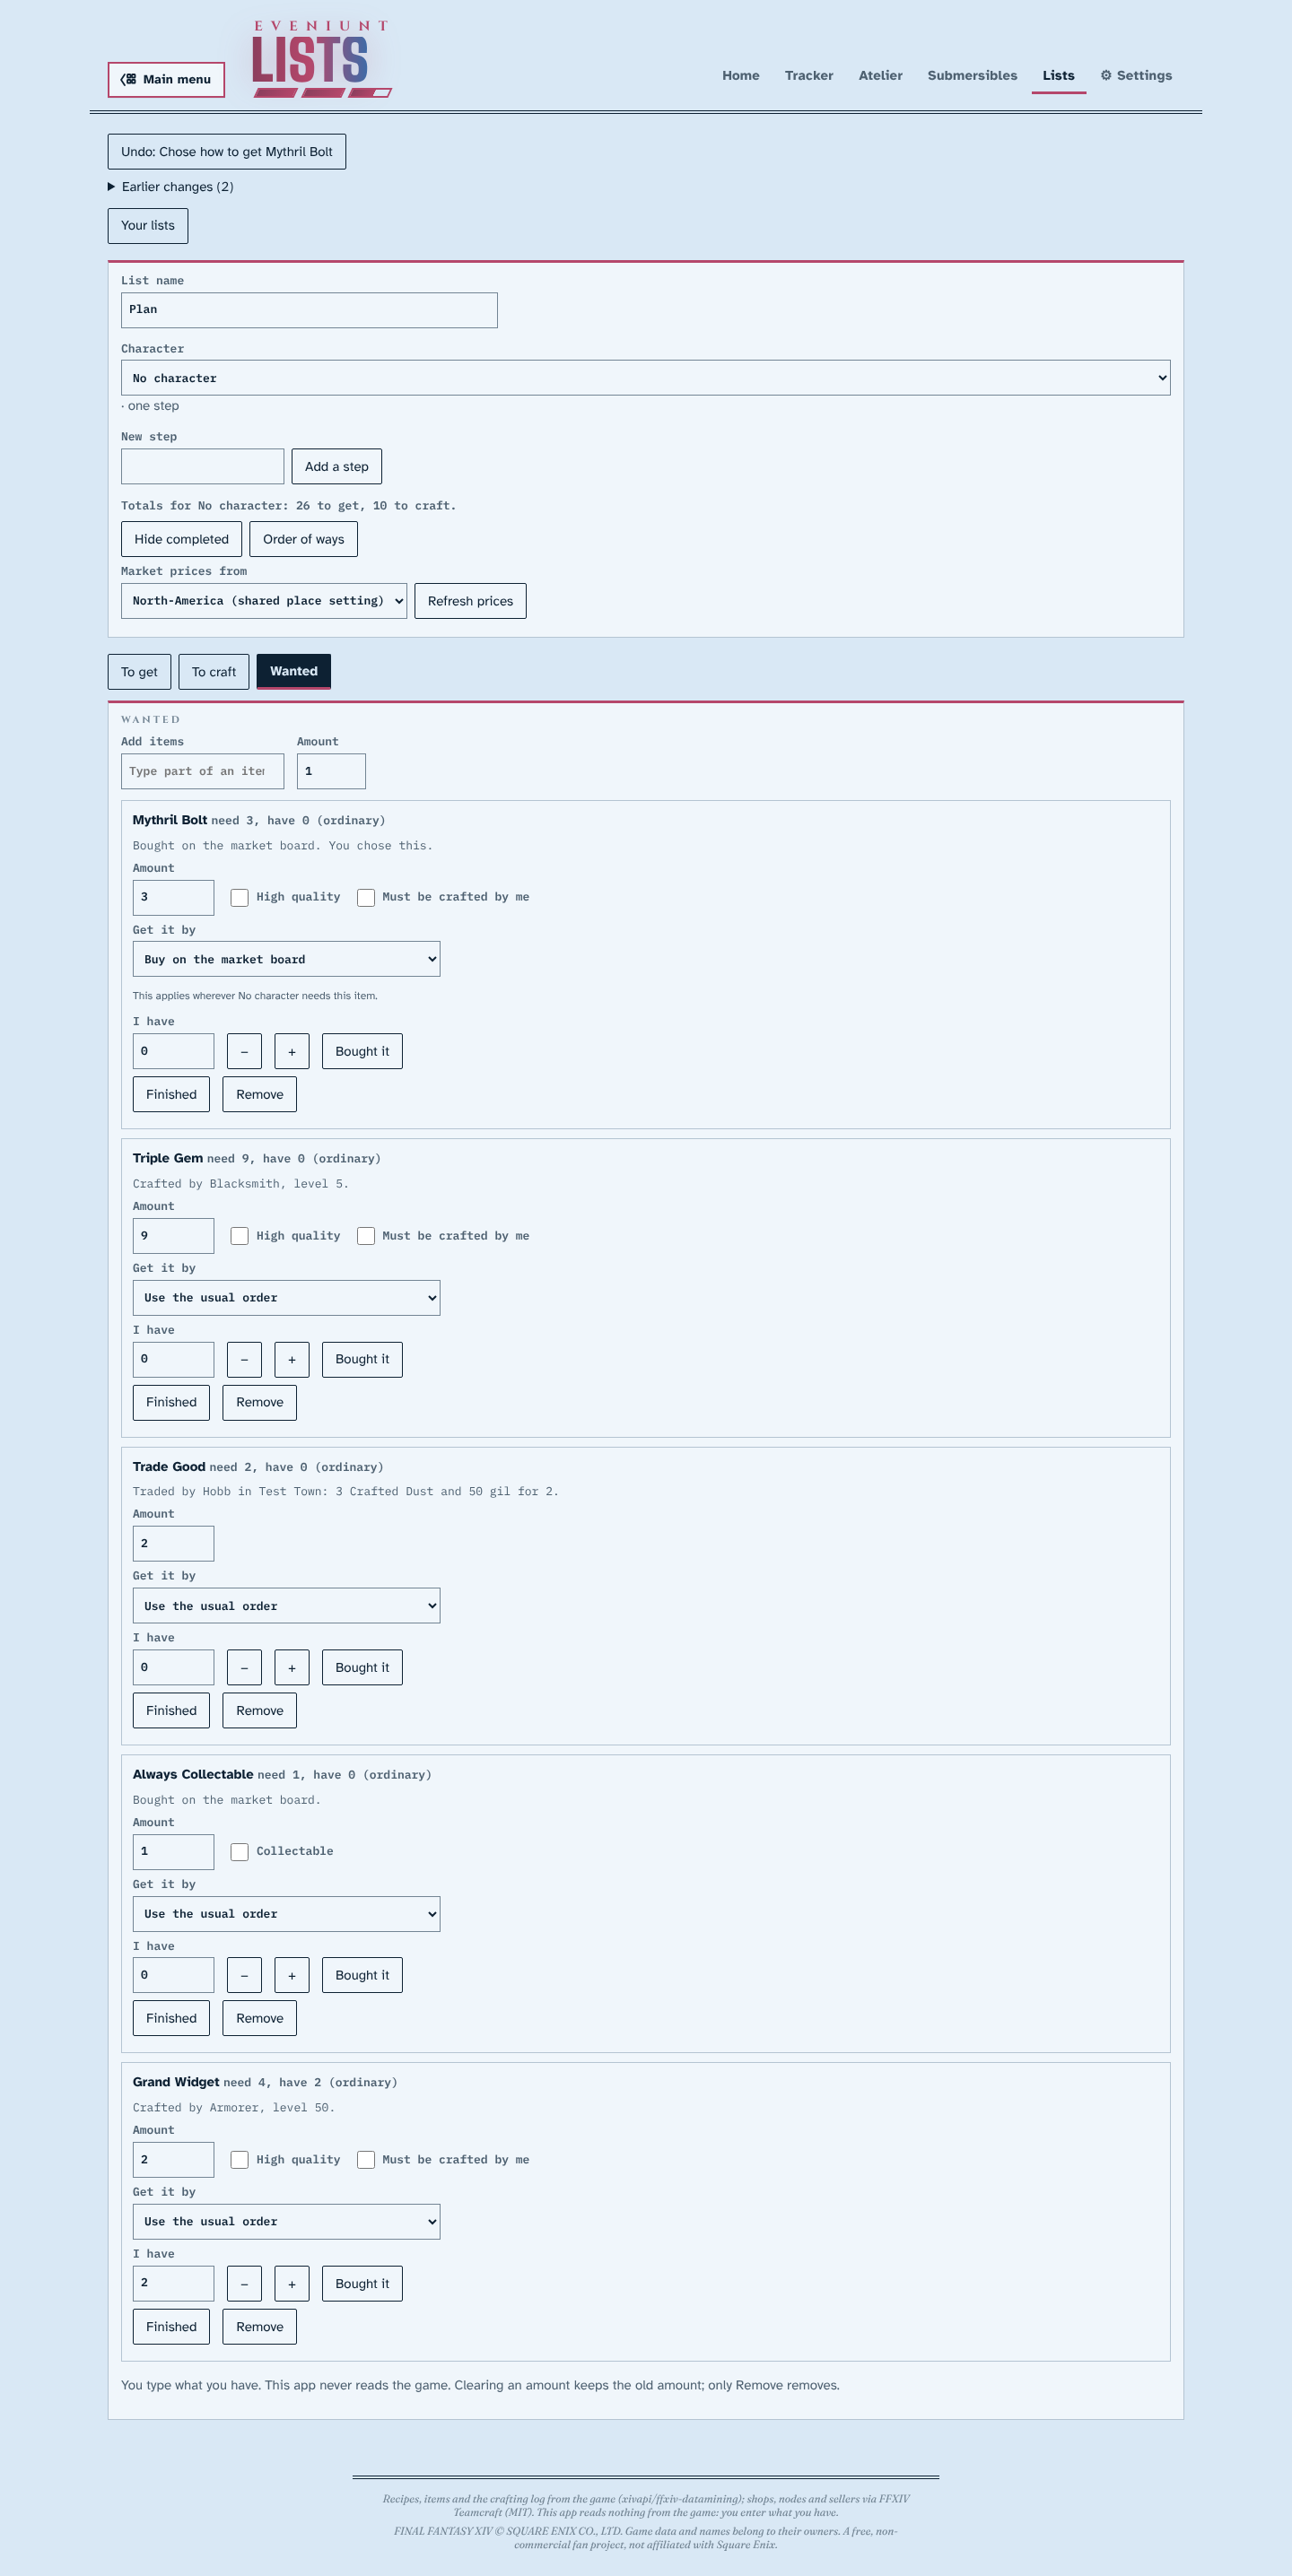 EVENIUNT
LISTS
Main menu
Home Tracker Atelier Submersibles Lists ⚙ Settings
Undo: Chose how to get Mythril Bolt
▶ Earlier changes (2)
Your lists
List name
Plan
Character
No character
· one step
New step
Add a step
Totals for No character: 26 to get, 10 to craft.
Hide completed Order of ways
Market prices from
North-America (shared place setting) Refresh prices
To get To craft Wanted
WANTED
Add items Amount
Type part of an iter 1
Mythril Bolt need 3, have 0 (ordinary)
Bought on the market board. You chose this.
Amount
3 High quality Must be crafted by me
Get it by
Buy on the market board
This applies wherever No character needs this item.
I have
0 − + Bought it
Finished Remove
Triple Gem need 9, have 0 (ordinary)
Crafted by Blacksmith, level 5.
Amount
9 High quality Must be crafted by me
Get it by
Use the usual order
I have
0 − + Bought it
Finished Remove
Trade Good need 2, have 0 (ordinary)
Traded by Hobb in Test Town: 3 Crafted Dust and 50 gil for 2.
Amount
2
Get it by
Use the usual order
I have
0 − + Bought it
Finished Remove
Always Collectable need 1, have 0 (ordinary)
Bought on the market board.
Amount
1 Collectable
Get it by
Use the usual order
I have
0 − + Bought it
Finished Remove
Grand Widget need 4, have 2 (ordinary)
Crafted by Armorer, level 50.
Amount
2 High quality Must be crafted by me
Get it by
Use the usual order
I have
2 − + Bought it
Finished Remove
You type what you have. This app never reads the game. Clearing an amount keeps the old amount; only Remove removes.
Recipes, items and the crafting log from the game (xivapi/ffxiv-datamining); shops, nodes and sellers via FFXIV
Teamcraft (MIT). This app reads nothing from the game: you enter what you have.
FINAL FANTASY XIV © SQUARE ENIX CO., LTD. Game data and names belong to their owners. A free, non-
commercial fan project, not affiliated with Square Enix.